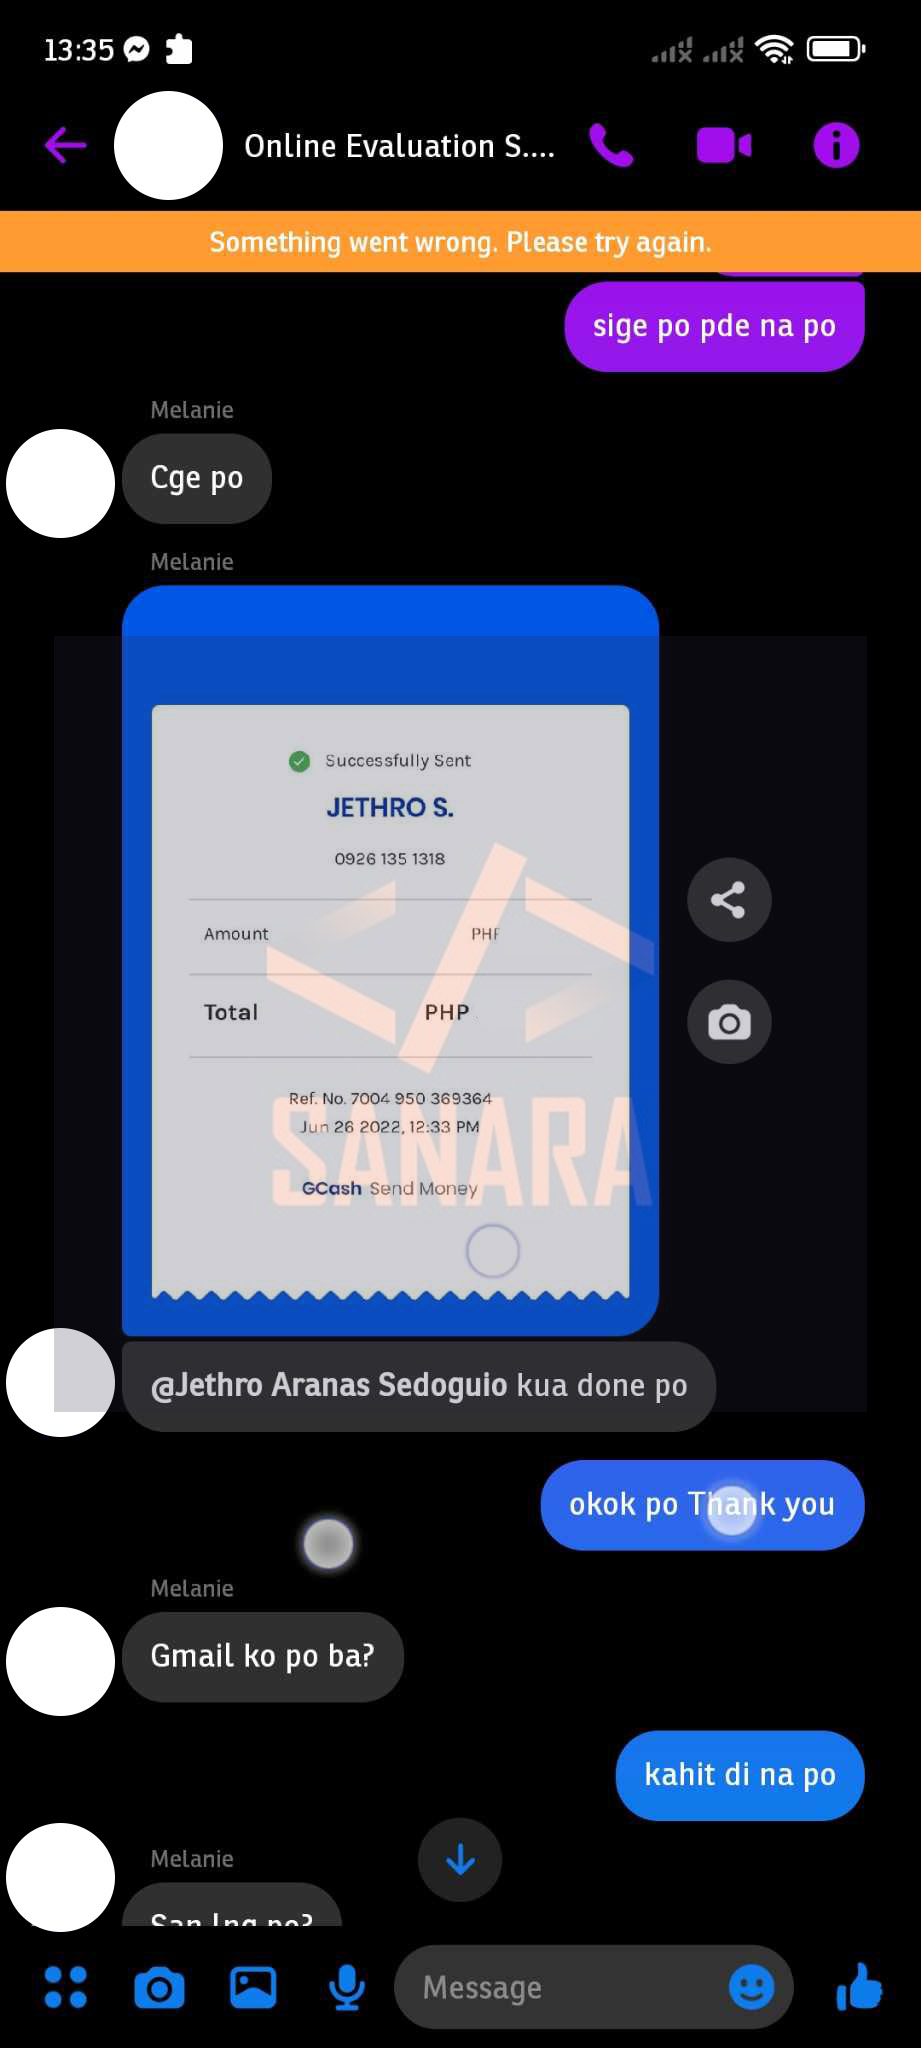 13:35
Online Evaluation S....
Something went wrong. Please try again.
sige po pde na po
Melanie
Cge po
Melanie
Successfully Sent
JETHRO S.
0926 135 1318
Amount PHP
Total PHP
Ref. No. 7004 950 369364
Jun 26 2022, 12:33 PM
SANARA
GCash Send Money
@Jethro Aranas Sedoguio kua done po
okok po Thank you
Melanie
Gmail ko po ba?
kahit di na po
Melanie
San lng po?
Message